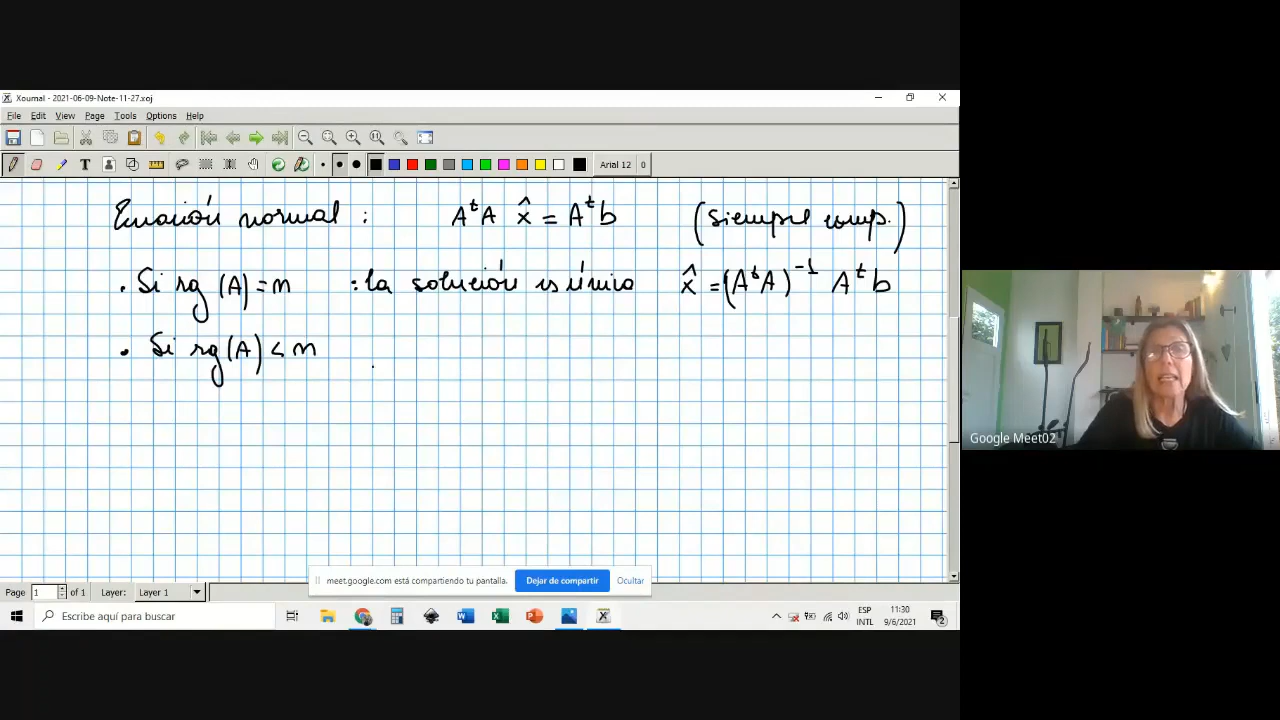 Xournal - 2021-06-09-Note-11-27.xoj
File Edit View Page Tools Options Help
Arial 12 0
Ecuación normal : AᵗA x̂ = Aᵗb (siempre comp.)
. Si rg (A) = n : la solución es única x̂ = (AᵗA)⁻¹ Aᵗb
. Si rg (A) < n
Google Meet02
meet.google.com está compartiendo tu pantalla. Dejar de compartir Ocultar
Page 1 of 1 Layer: Layer 1
Escribe aquí para buscar
ESP 11:30
INTL 9/6/2021 2